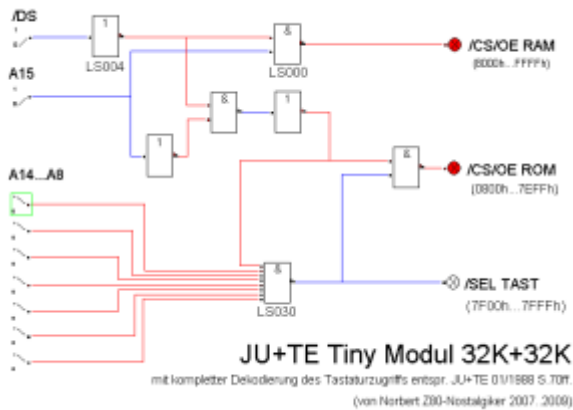 /DS
1
&
/CS/OE RAM
(8000h...FFFFh)
LS004
LS000
A15
&
1
1
&
/CS/OE ROM
(0800h...7EFFh)
A14...A8
&
/SEL TAST
(7F00h...7FFFh)
LS030
JU+TE Tiny Modul 32K+32K
mit kompletter Dekodierung des Tastaturzugriffs entspr. JU+TE 01/1988 S.70ff.
(von Norbert Z80-Nostalgiker 2007..2009)